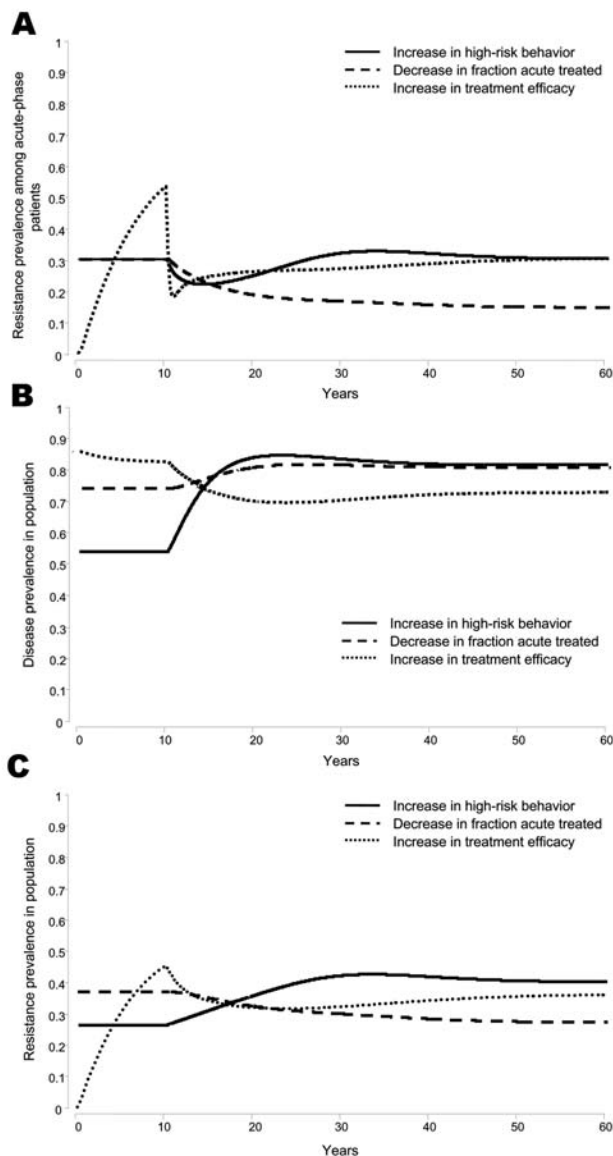 A
Resistance prevalence among acute-phase
patients
1
0.9
0.8
0.7
0.6
0.5
0.4
0.3
0.2
0.1
0
Increase in high-risk behavior
Decrease in fraction acute treated
Increase in treatment efficacy
0 10 20 30 40 50 60
Years
B
Disease prevalence in population
1
0.9
0.8
0.7
0.6
0.5
0.4
0.3
0.2
0.1
0
Increase in high-risk behavior
Decrease in fraction acute treated
Increase in treatment efficacy
0 10 20 30 40 50 60
Years
C
Resistance prevalence in population
1
0.9
0.8
0.7
0.6
0.5
0.4
0.3
0.2
0.1
0
Increase in high-risk behavior
Decrease in fraction acute treated
Increase in treatment efficacy
0 10 20 30 40 50 60
Years